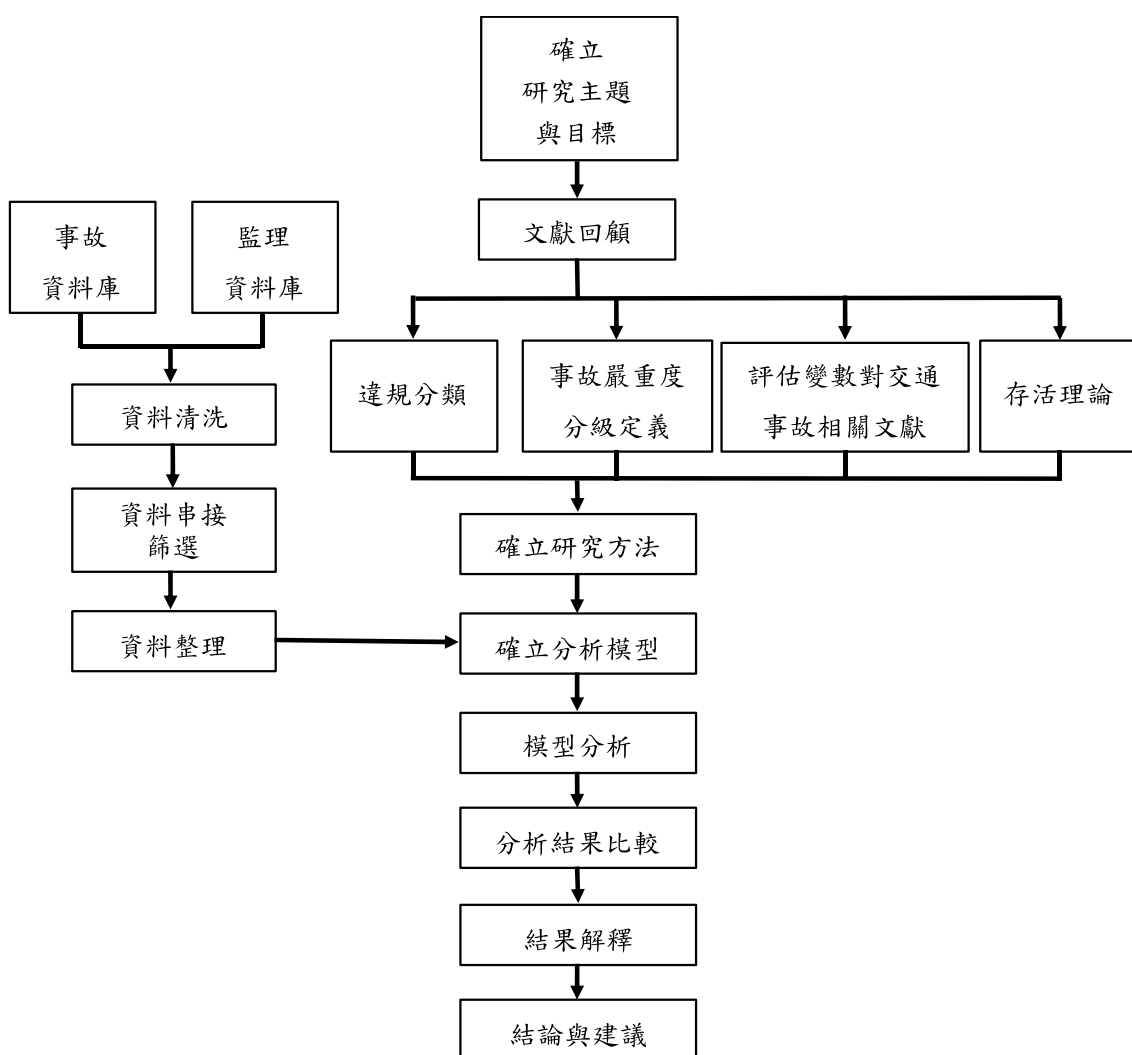 確立
研究主題
與目標
文獻回顧
事故
資料庫
監理
資料庫
違規分類
事故嚴重度
分級定義
評估變數對交通
事故相關文獻
存活理論
資料清洗
資料串接
篩選
資料整理
確立研究方法
確立分析模型
模型分析
分析結果比較
結果解釋
結論與建議